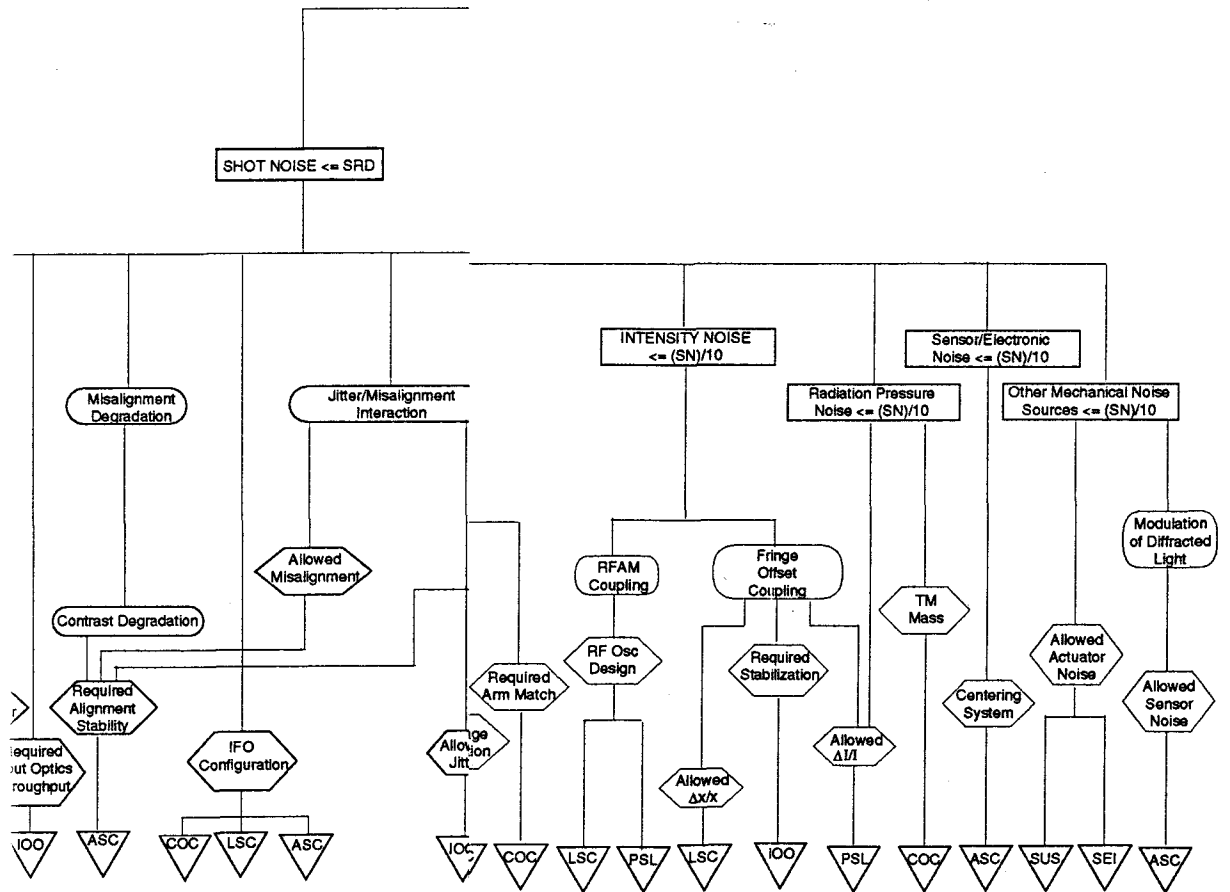 SHOT NOISE <= SRD
INTENSITY NOISE
<= (SN)/10
Sensor/Electronic
Noise <= (SN)/10
Misalignment
Degradation
Jitter/Misalignment
Interaction
Radiation Pressure
Noise <= (SN)/10
Other Mechanical Noise
Sources <= (SN)/10
Allowed
Misalignment
RFAM
Coupling
Fringe
Offset
Coupling
Modulation
of Diffracted
Light
Contrast Degradation
TM
Mass
RF Osc
Design
Required
Stabilization
Allowed
Actuator
Noise
Required
Alignment
Stability
Required
Arm Match
Centering
System
Allowed
Sensor
Noise
IFO
Configuration
Allowed
ΔI/I
Allowed
Δx/x
IOO
ASC
COC
LSC
ASC
COC
LSC
PSL
LSC
IOO
PSL
COC
ASC
SUS
SEI
ASC